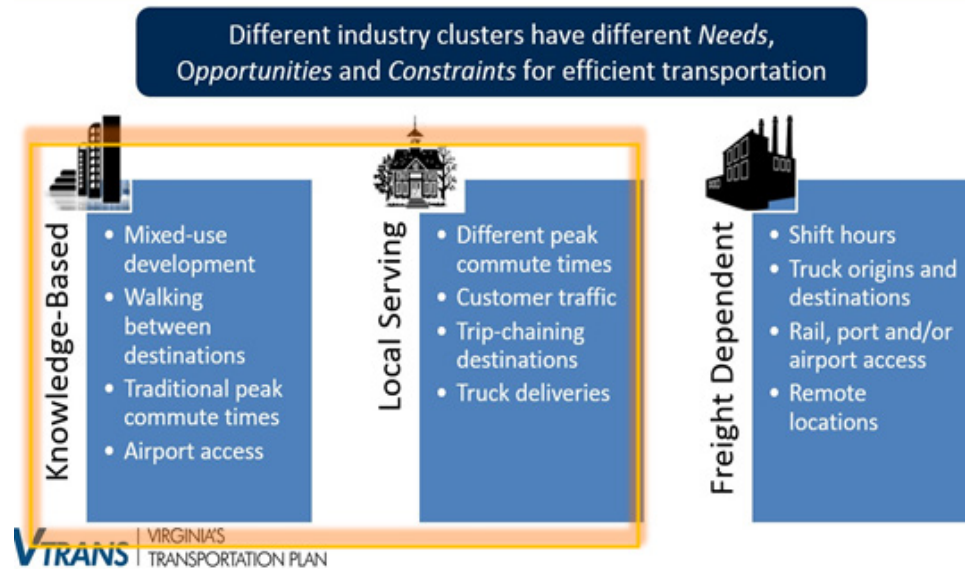 Different industry clusters have different Needs,
Opportunities and Constraints for efficient transportation
Knowledge-Based
• Mixed-use
development
• Walking
between
destinations
• Traditional peak
commute times
• Airport access
Local Serving
• Different peak
commute times
• Customer traffic
• Trip-chaining
destinations
• Truck deliveries
Freight Dependent
• Shift hours
• Truck origins and
destinations
• Rail, port and/or
airport access
• Remote
locations
VTRANS
VIRGINIA'S
TRANSPORTATION PLAN